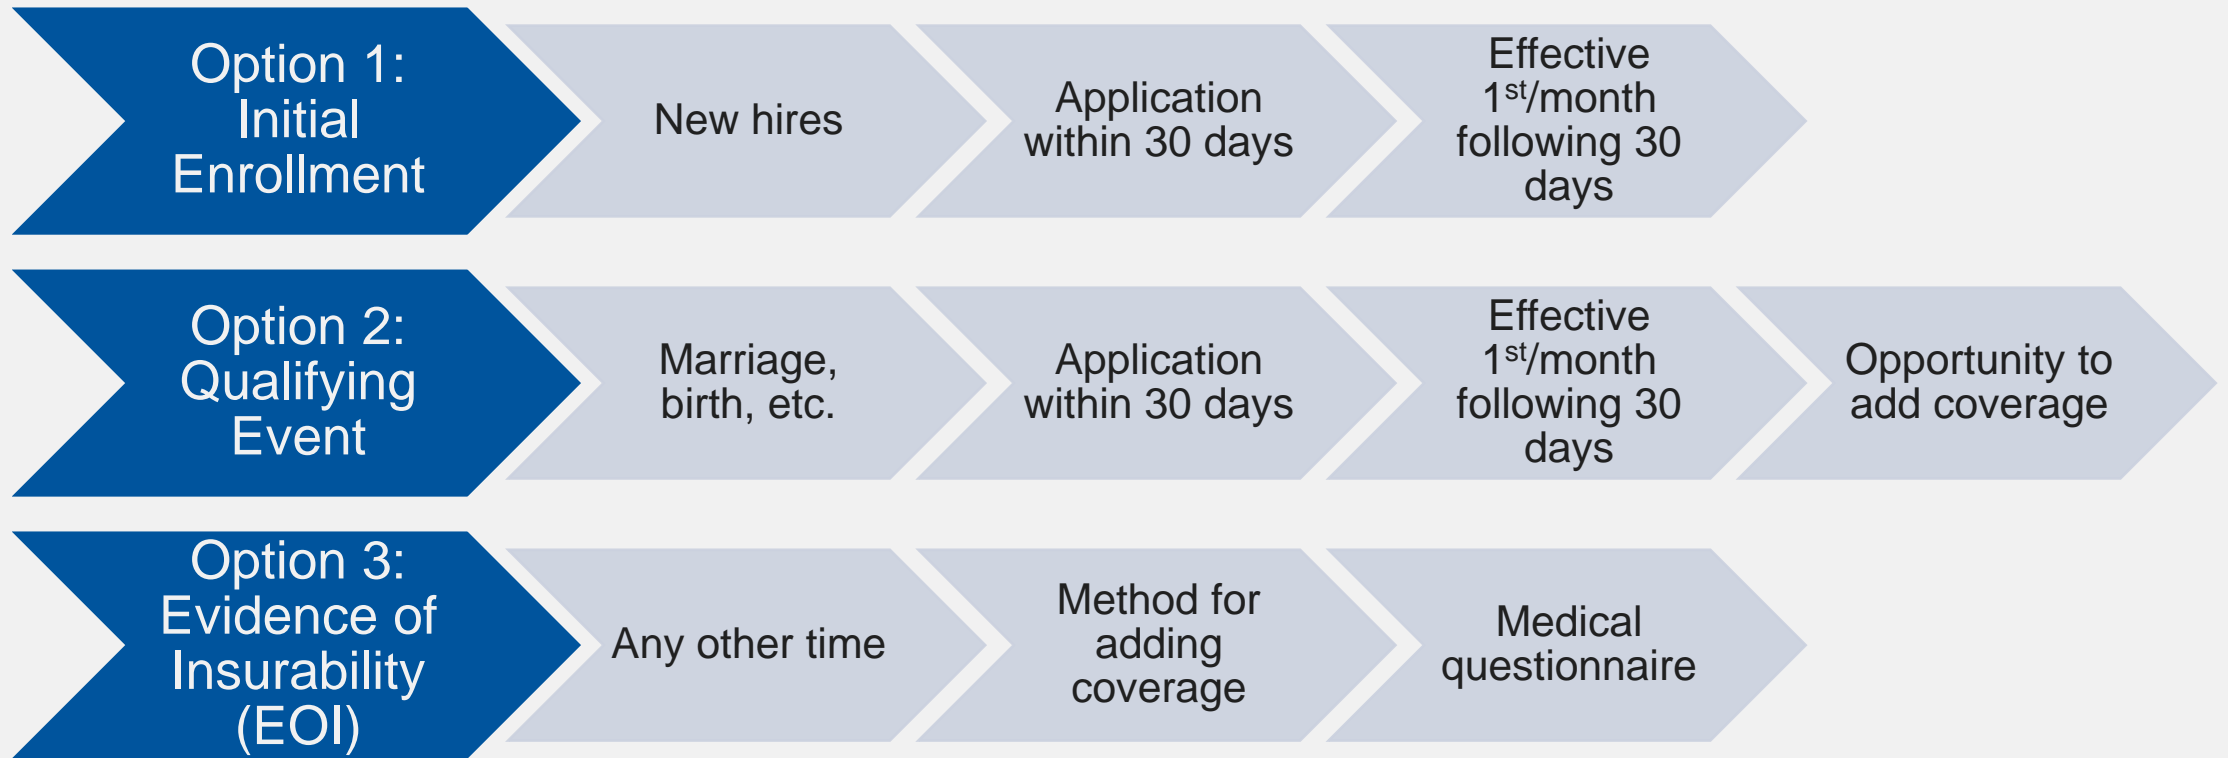 Option 1:
Initial
Enrollment
New hires
Application
within 30 days
Effective
1st/month
following 30
days
Option 2:
Qualifying
Event
Marriage,
birth, etc.
Application
within 30 days
Effective
1st/month
following 30
days
Opportunity to
add coverage
Option 3:
Evidence of
Insurability
(EOI)
Any other time
Method for
adding
coverage
Medical
questionnaire